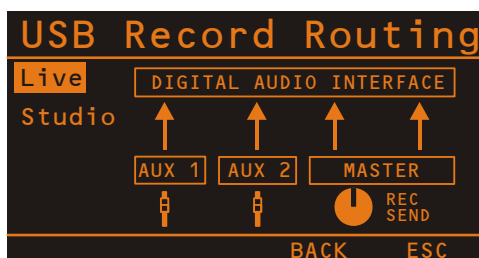 USB Record Routing
Live
DIGITAL AUDIO INTERFACE
Studio
AUX 1 AUX 2 MASTER
REC
SEND
BACK ESC